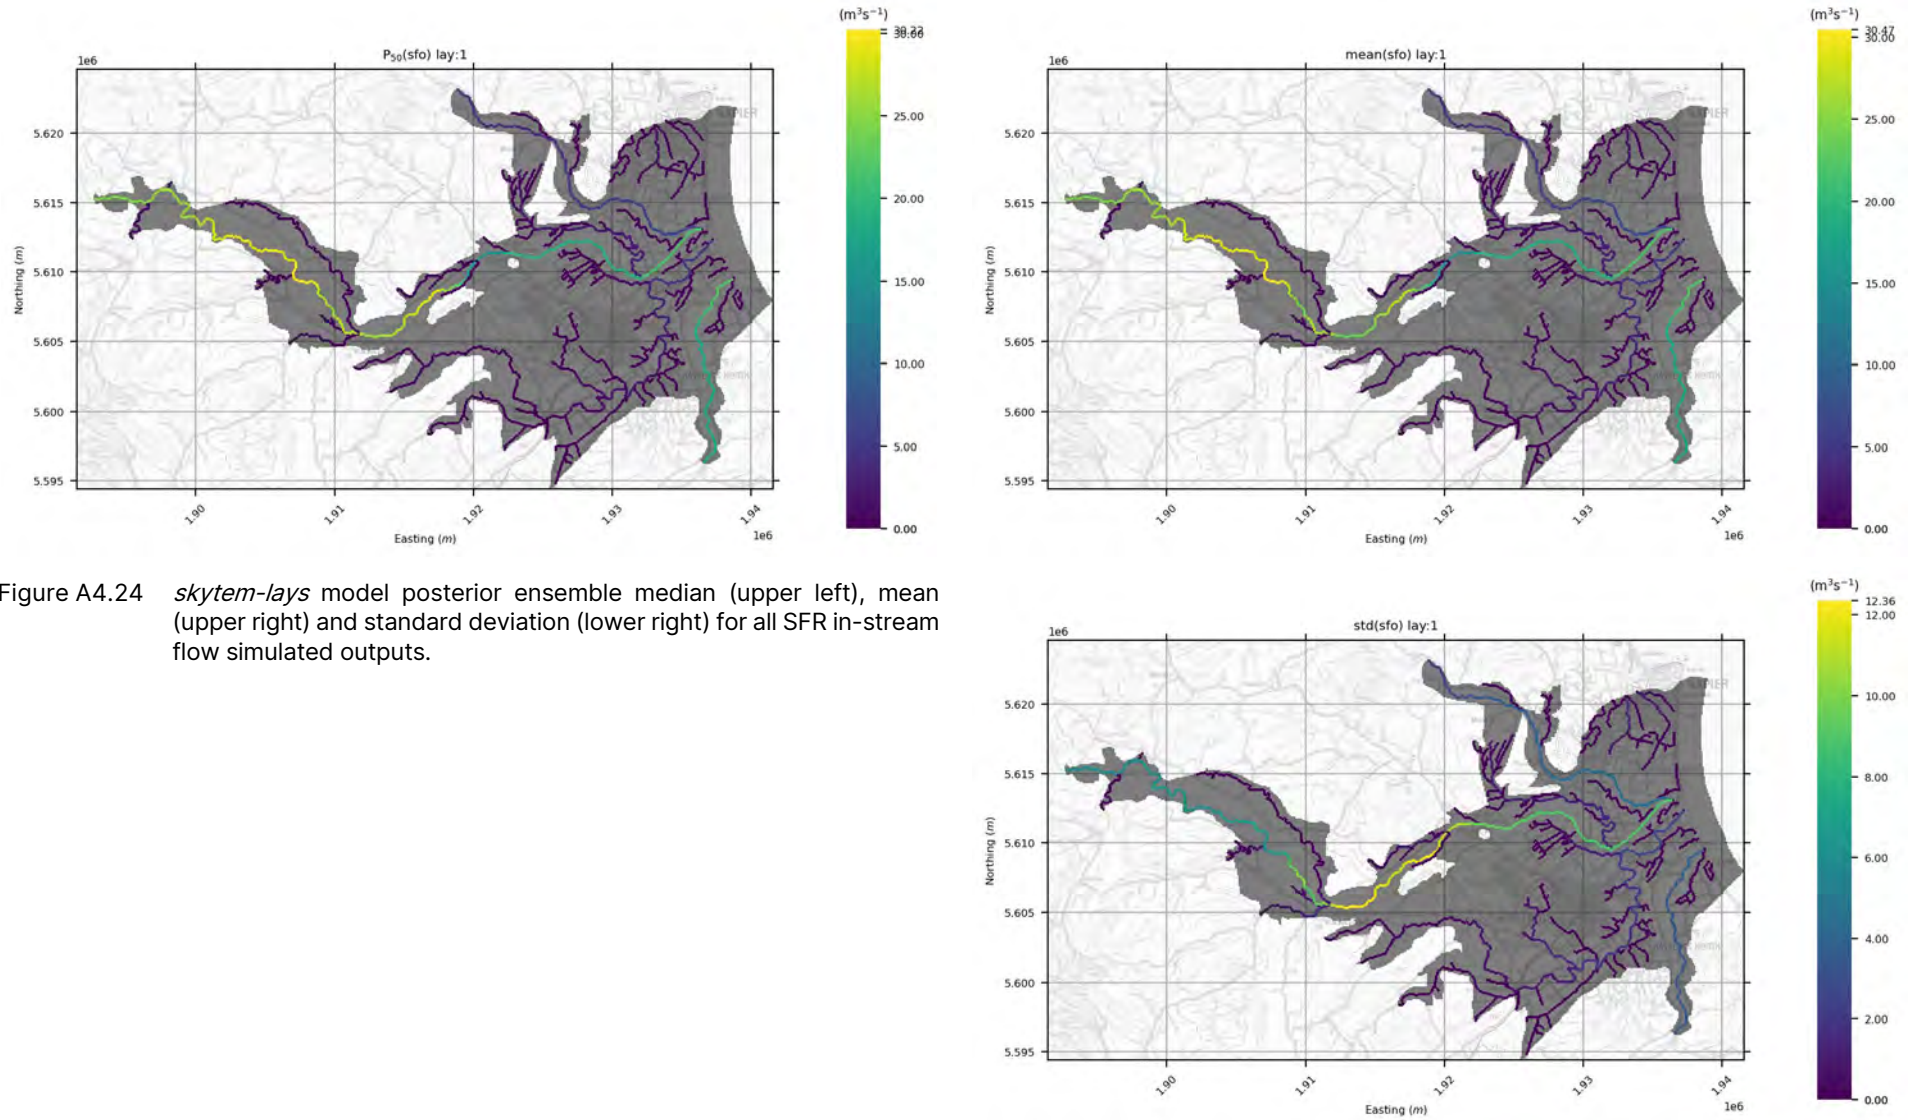 (m³s⁻¹)
P₅₀(sfo) lay:1
1e6
5.620
5.615
5.610
5.605
5.600
5.595
Northing (m)
1.90
1.91
1.92
1.93
1.94
1e6
Easting (m)
30.00
25.00
20.00
15.00
10.00
5.00
0.00
(m³s⁻¹)
mean(sfo) lay:1
1e6
5.620
5.615
5.610
5.605
5.600
5.595
Northing (m)
1.90
1.91
1.92
1.93
1.94
1e6
Easting (m)
30.47
30.00
25.00
20.00
15.00
10.00
5.00
0.00
Figure A4.24 skytem-lays model posterior ensemble median (upper left), mean
(upper right) and standard deviation (lower right) for all SFR in-stream
flow simulated outputs.
(m³s⁻¹)
std(sfo) lay:1
1e6
5.620
5.615
5.610
5.605
5.600
5.595
Northing (m)
1.90
1.91
1.92
1.93
1.94
1e6
Easting (m)
12.36
12.00
10.00
8.00
6.00
4.00
2.00
0.00